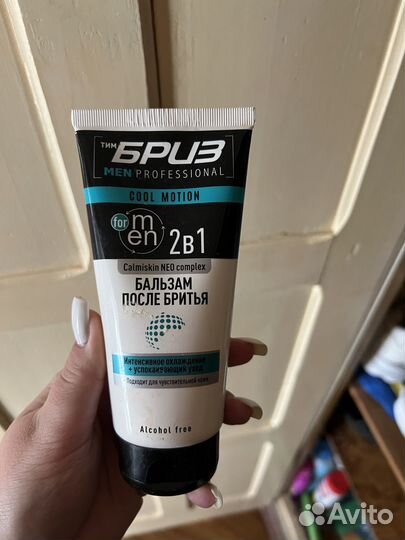 ТИМ БРИЗ
MEN PROFESSIONAL
COOL MOTION
for men
2в1
Calmiskin NEO complex
БАЛЬЗАМ
ПОСЛЕ БРИТЬЯ
Интенсивное охлаждение
+ успокаивающий уход
Подходит для чувствительной кожи
Alcohol free
Avito